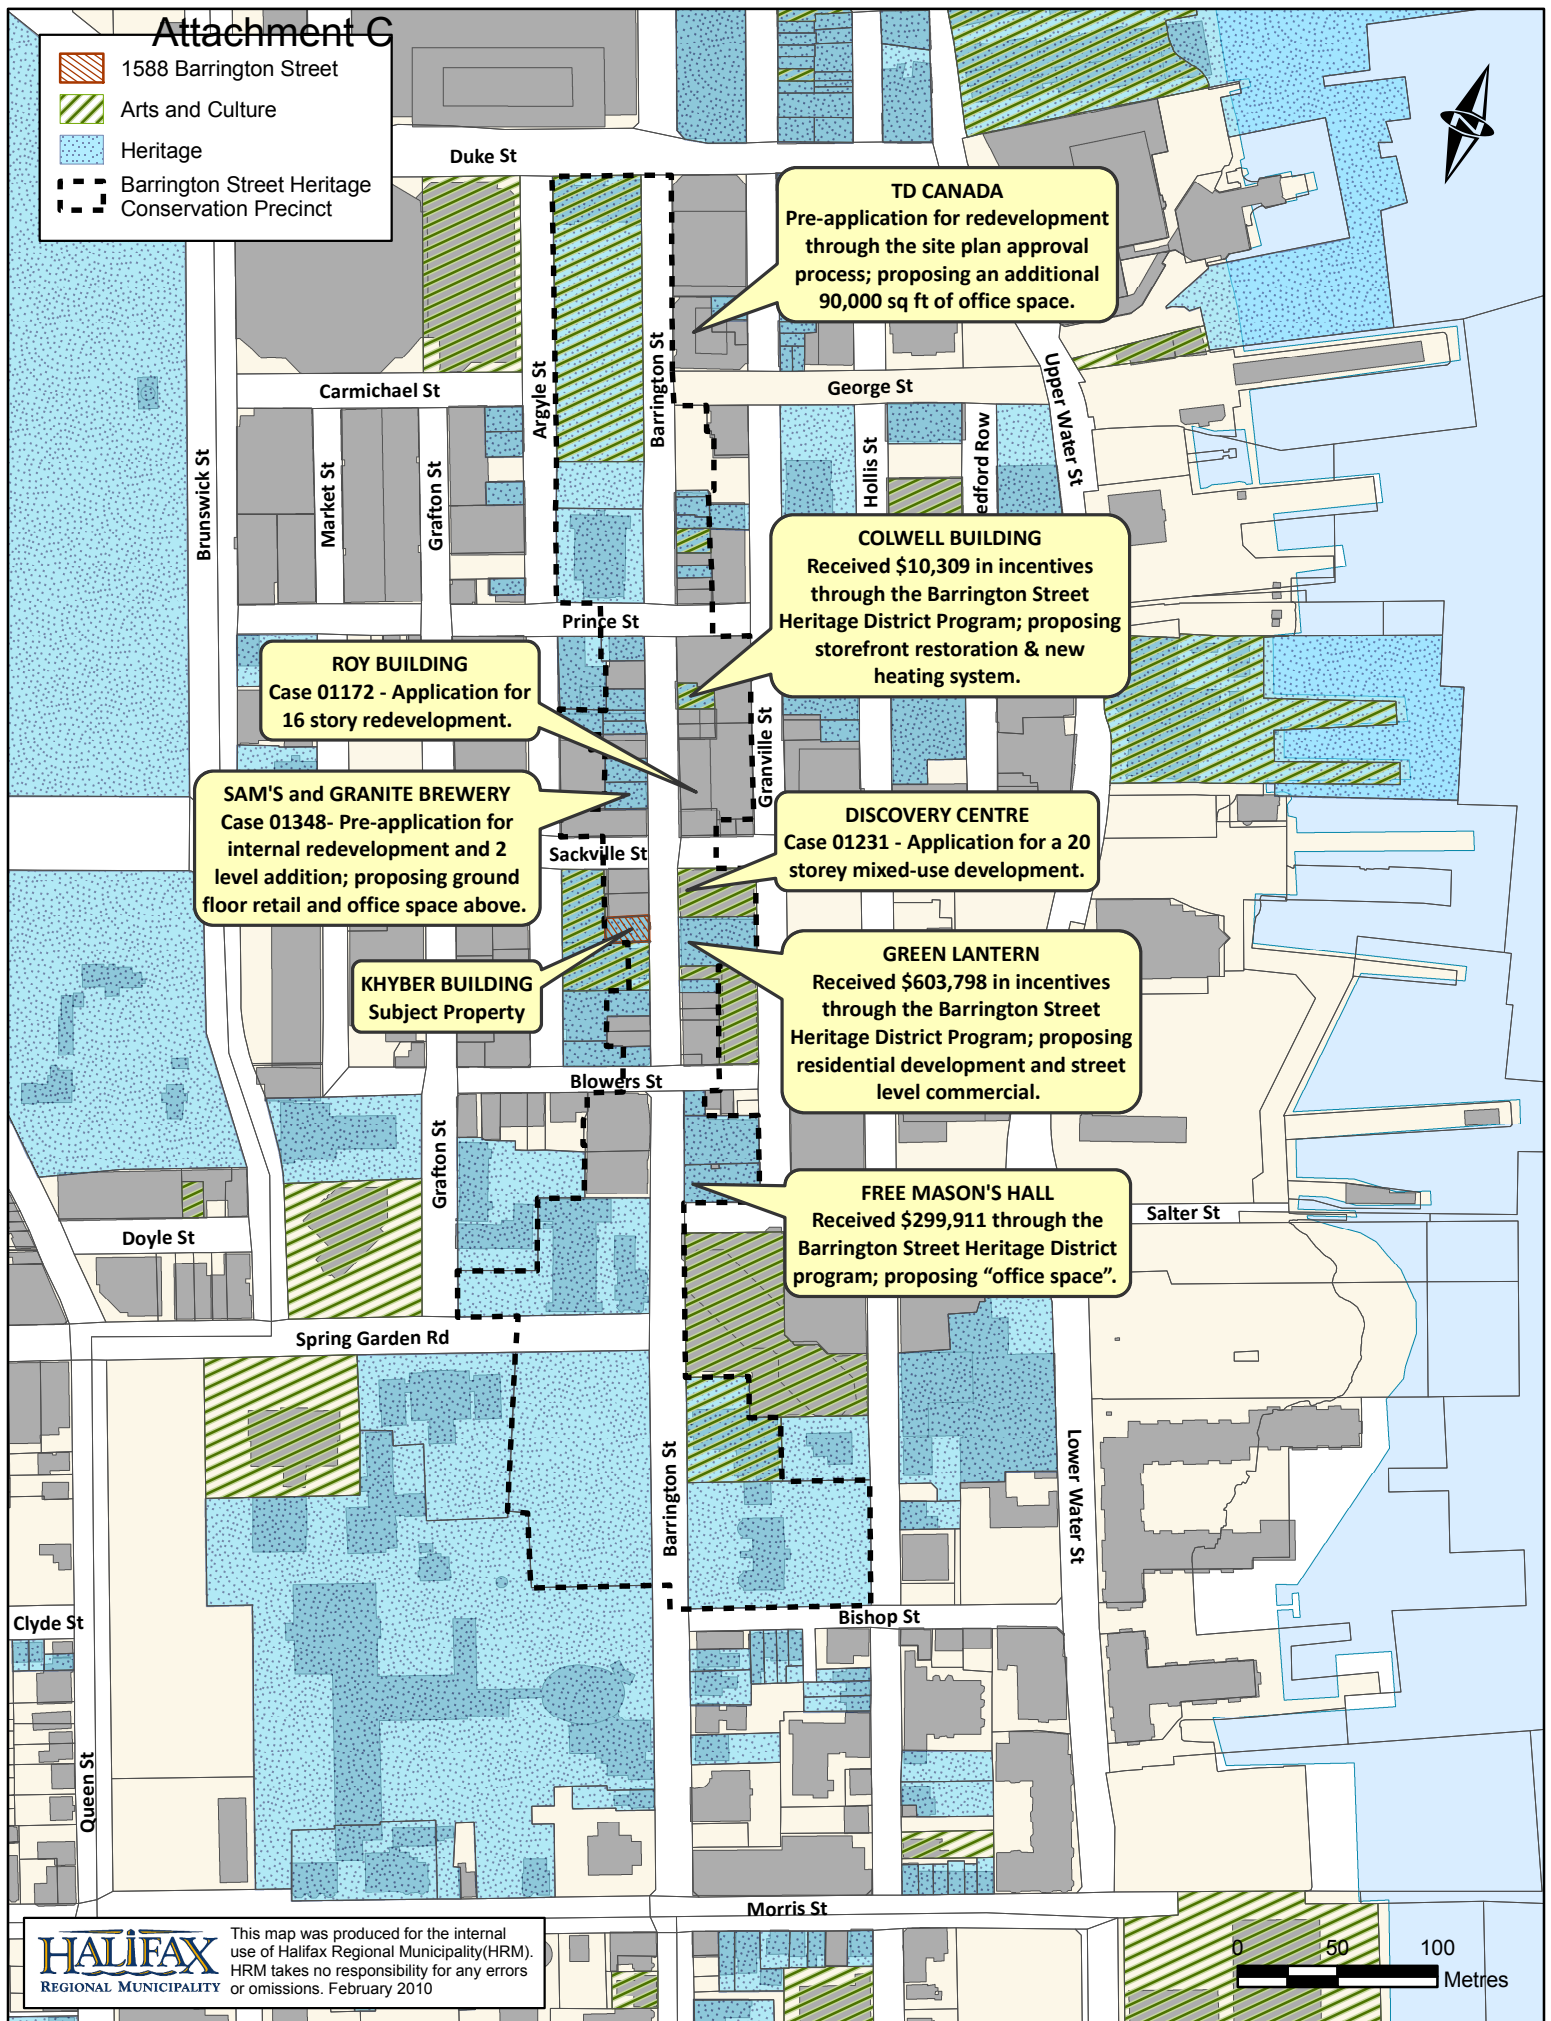 Attachment C
1588 Barrington Street
Arts and Culture
Heritage
Barrington Street Heritage
Conservation Precinct
Duke St
TD CANADA
Pre-application for redevelopment
through the site plan approval
process; proposing an additional
90,000 sq ft of office space.
Carmichael St
George St
Argyle St
Barrington St
Upper Water St
Brunswick St
Market St
Grafton St
Hollis St
edford Row
COLWELL BUILDING
Received $10,309 in incentives
through the Barrington Street
Heritage District Program; proposing
storefront restoration & new
heating system.
Prince St
ROY BUILDING
Case 01172 - Application for
16 story redevelopment.
Granville St
SAM'S and GRANITE BREWERY
Case 01348- Pre-application for
internal redevelopment and 2
level addition; proposing ground
floor retail and office space above.
Sackville St
DISCOVERY CENTRE
Case 01231 - Application for a 20
storey mixed-use development.
KHYBER BUILDING
Subject Property
GREEN LANTERN
Received $603,798 in incentives
through the Barrington Street
Heritage District Program; proposing
residential development and street
level commercial.
Blowers St
Grafton St
FREE MASON'S HALL
Received $299,911 through the
Barrington Street Heritage District
program; proposing “office space”.
Salter St
Doyle St
Spring Garden Rd
Barrington St
Lower Water St
Clyde St
Bishop St
Queen St
Morris St
HALIFAX
REGIONAL MUNICIPALITY
This map was produced for the internal
use of Halifax Regional Municipality(HRM).
HRM takes no responsibility for any errors
or omissions. February 2010
0 50 100
Metres